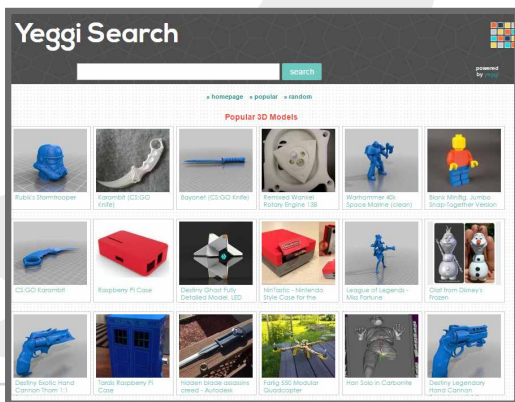 Yeggi Search
search
powered
by yeggi
» homepage » popular » random
Popular 3D Models
Rubik's Stormtrooper
Karambit (CS:GO
Knife)
Bayonet (CS:GO Knife)
Remixed Wankel
Rotary Engine 13B
Warhammer 40k
Space Marine (clean)
Blank Minifig. Jumbo
Snap-Together Version
CS:GO Karambit
Raspberry Pi Case
Destiny Ghost Fully
Detailed Model, LED
NinTastic - Nintendo
Style Case for the
League of Legends -
Miss Fortune
Olaf from Disney's
Frozen
Destiny Exotic Hand
Cannon Thorn 1:1
Tardis Raspberry Pi
Case
hidden blade assassins
creed - Autodesk
Fartig 550 Modular
Quadcopter
Han Solo in Carbonite
Destiny Legendary
Hand Cannon